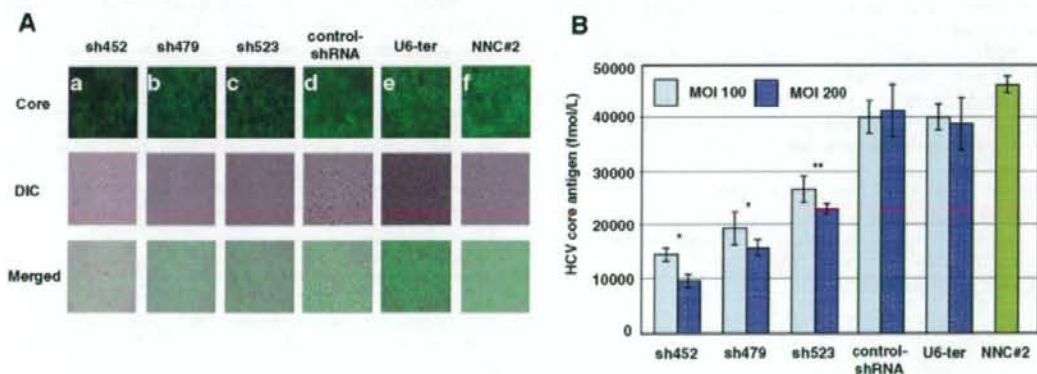 A
sh452 sh479 sh523 control-shRNA U6-ter NNC#2
Core
a b c d e f
DIC
Merged
B
HCV core antigen (fmol/L)
50000
40000
30000
20000
10000
0
MOI 100 MOI 200
*
*
**
sh452 sh479 sh523 control-shRNA U6-ter NNC#2